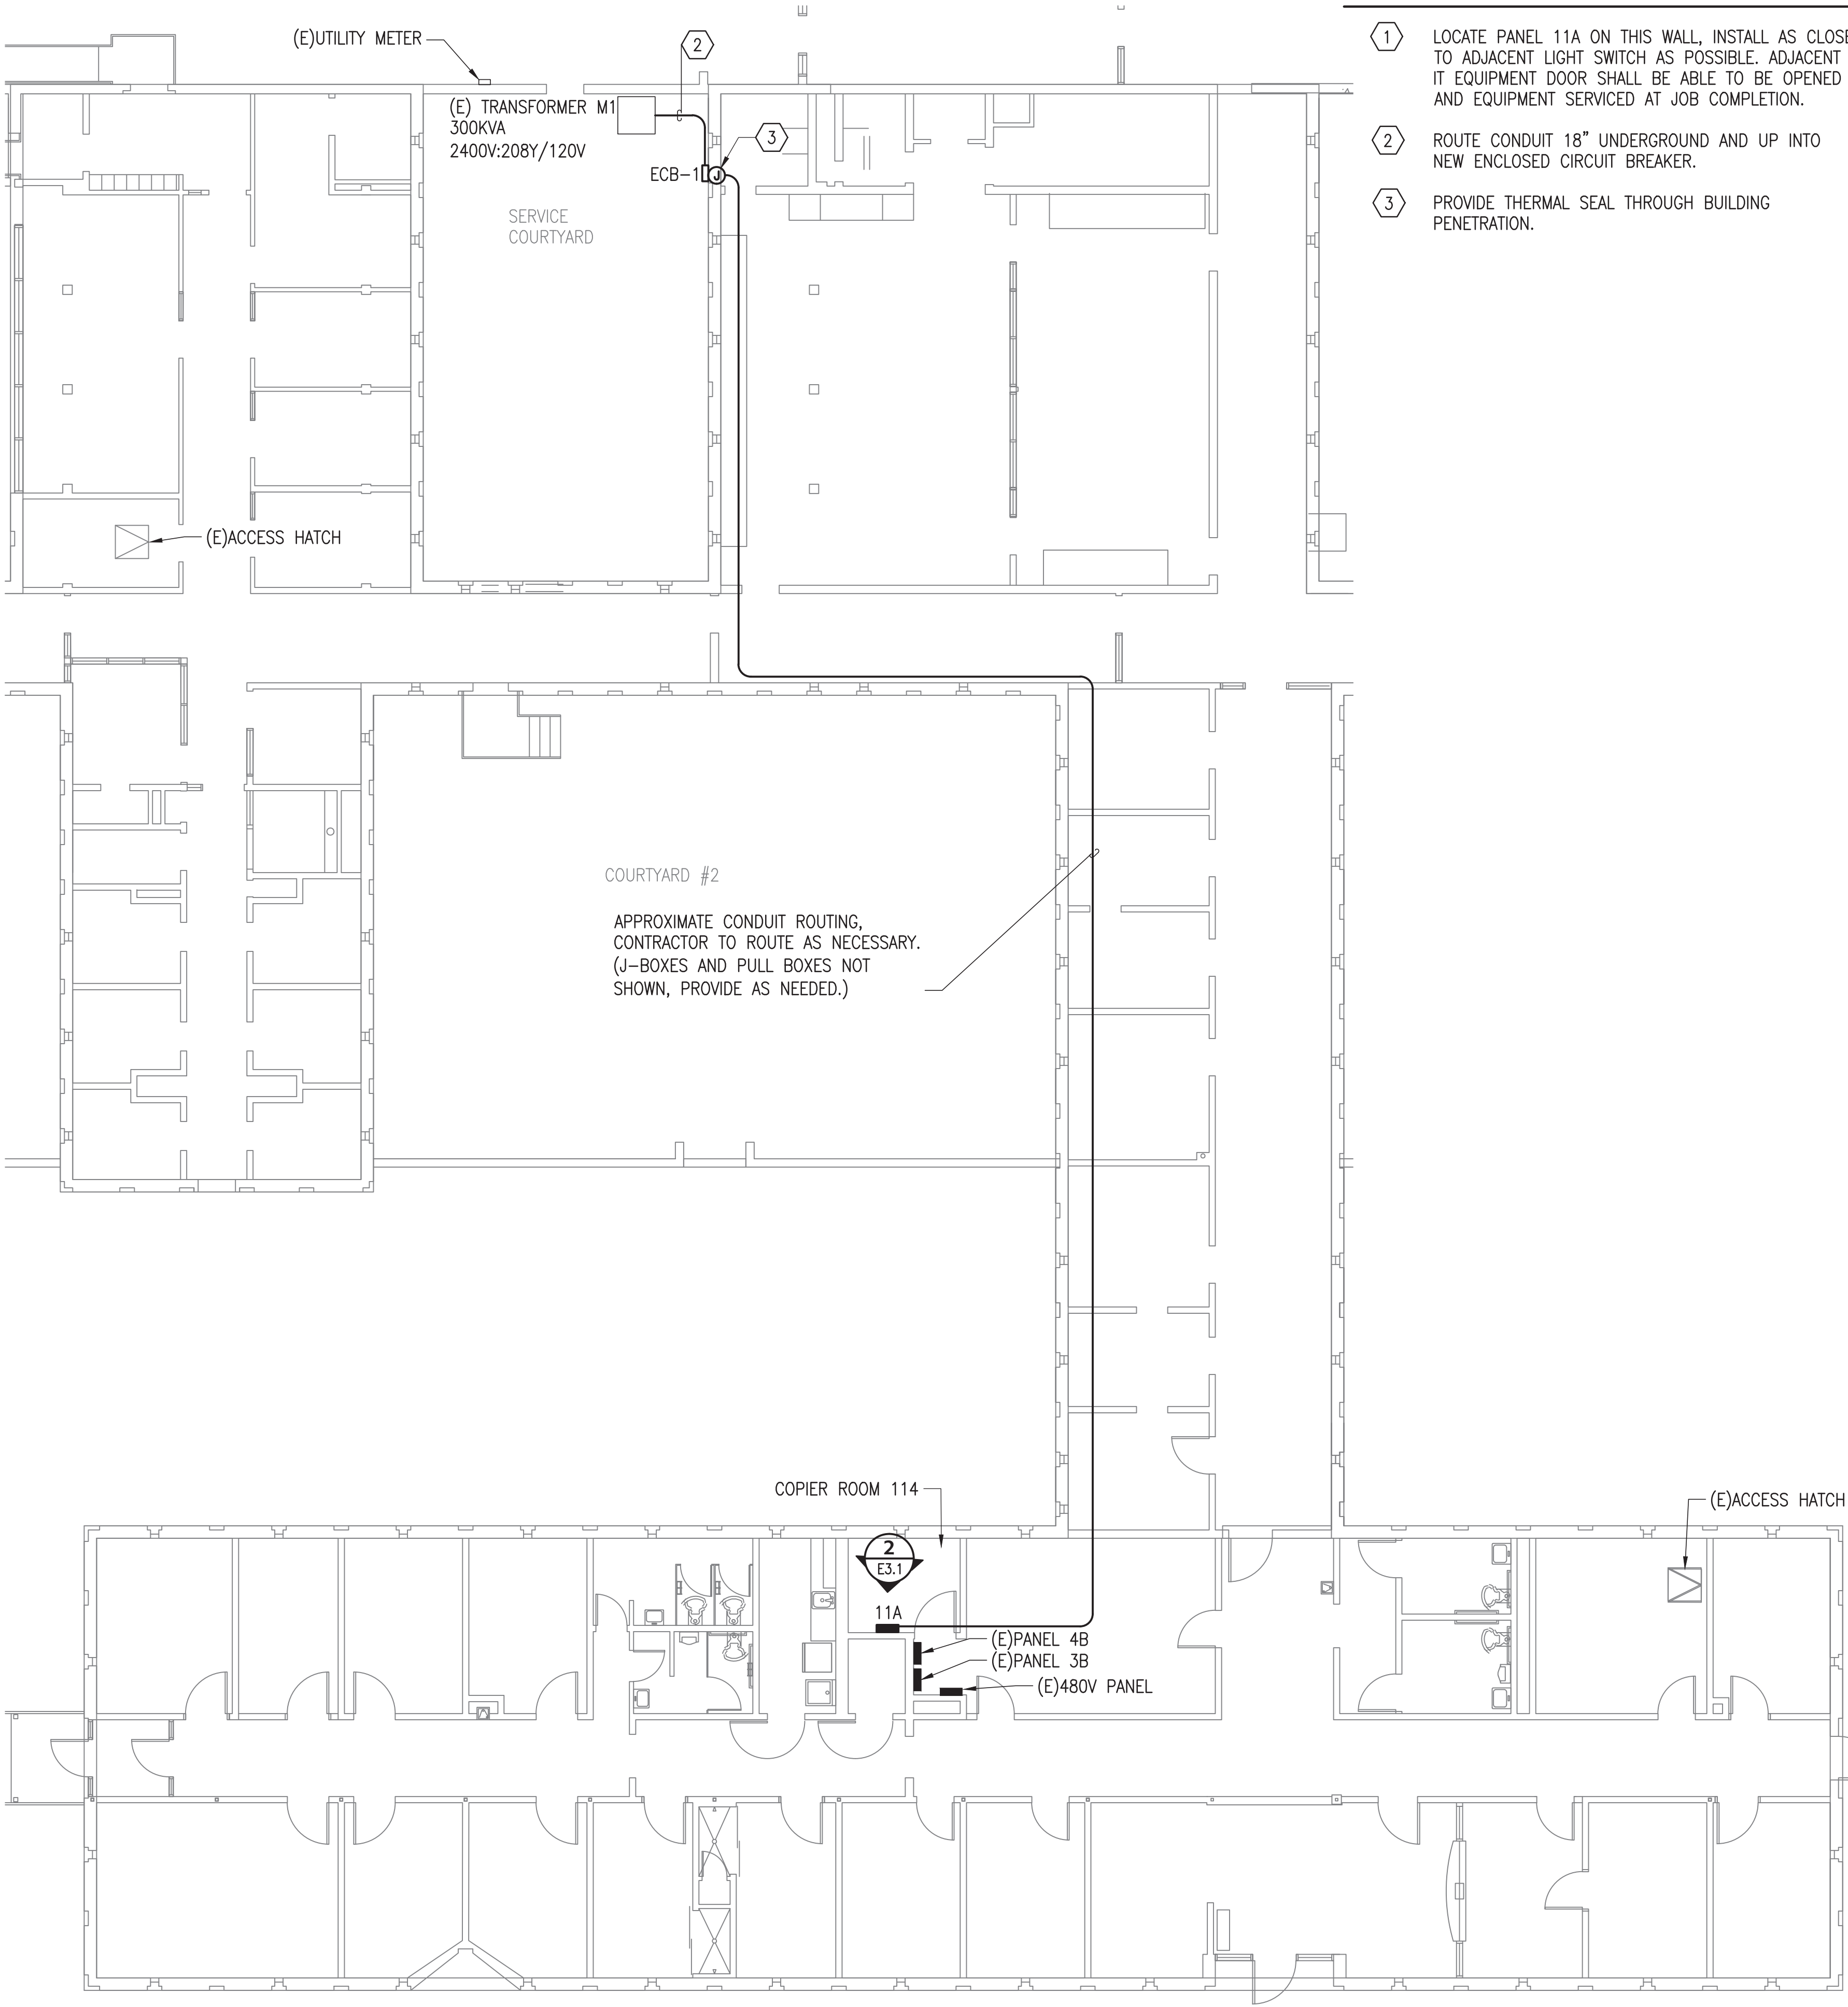 (E)UTILITY METER
2
(E) TRANSFORMER M1
300KVA
2400V:208Y/120V
3
ECB-1
J
SERVICE
COURTYARD
1
LOCATE PANEL 11A ON THIS WALL, INSTALL AS CLOSE
TO ADJACENT LIGHT SWITCH AS POSSIBLE. ADJACENT
IT EQUIPMENT DOOR SHALL BE ABLE TO BE OPENED
AND EQUIPMENT SERVICED AT JOB COMPLETION.
2
ROUTE CONDUIT 18" UNDERGROUND AND UP INTO
NEW ENCLOSED CIRCUIT BREAKER.
3
PROVIDE THERMAL SEAL THROUGH BUILDING
PENETRATION.
(E)ACCESS HATCH
COURTYARD #2
APPROXIMATE CONDUIT ROUTING,
CONTRACTOR TO ROUTE AS NECESSARY.
(J-BOXES AND PULL BOXES NOT
SHOWN, PROVIDE AS NEEDED.)
COPIER ROOM 114
(E)ACCESS HATCH
2
E3.1
11A
(E)PANEL 4B
(E)PANEL 3B
(E)480V PANEL